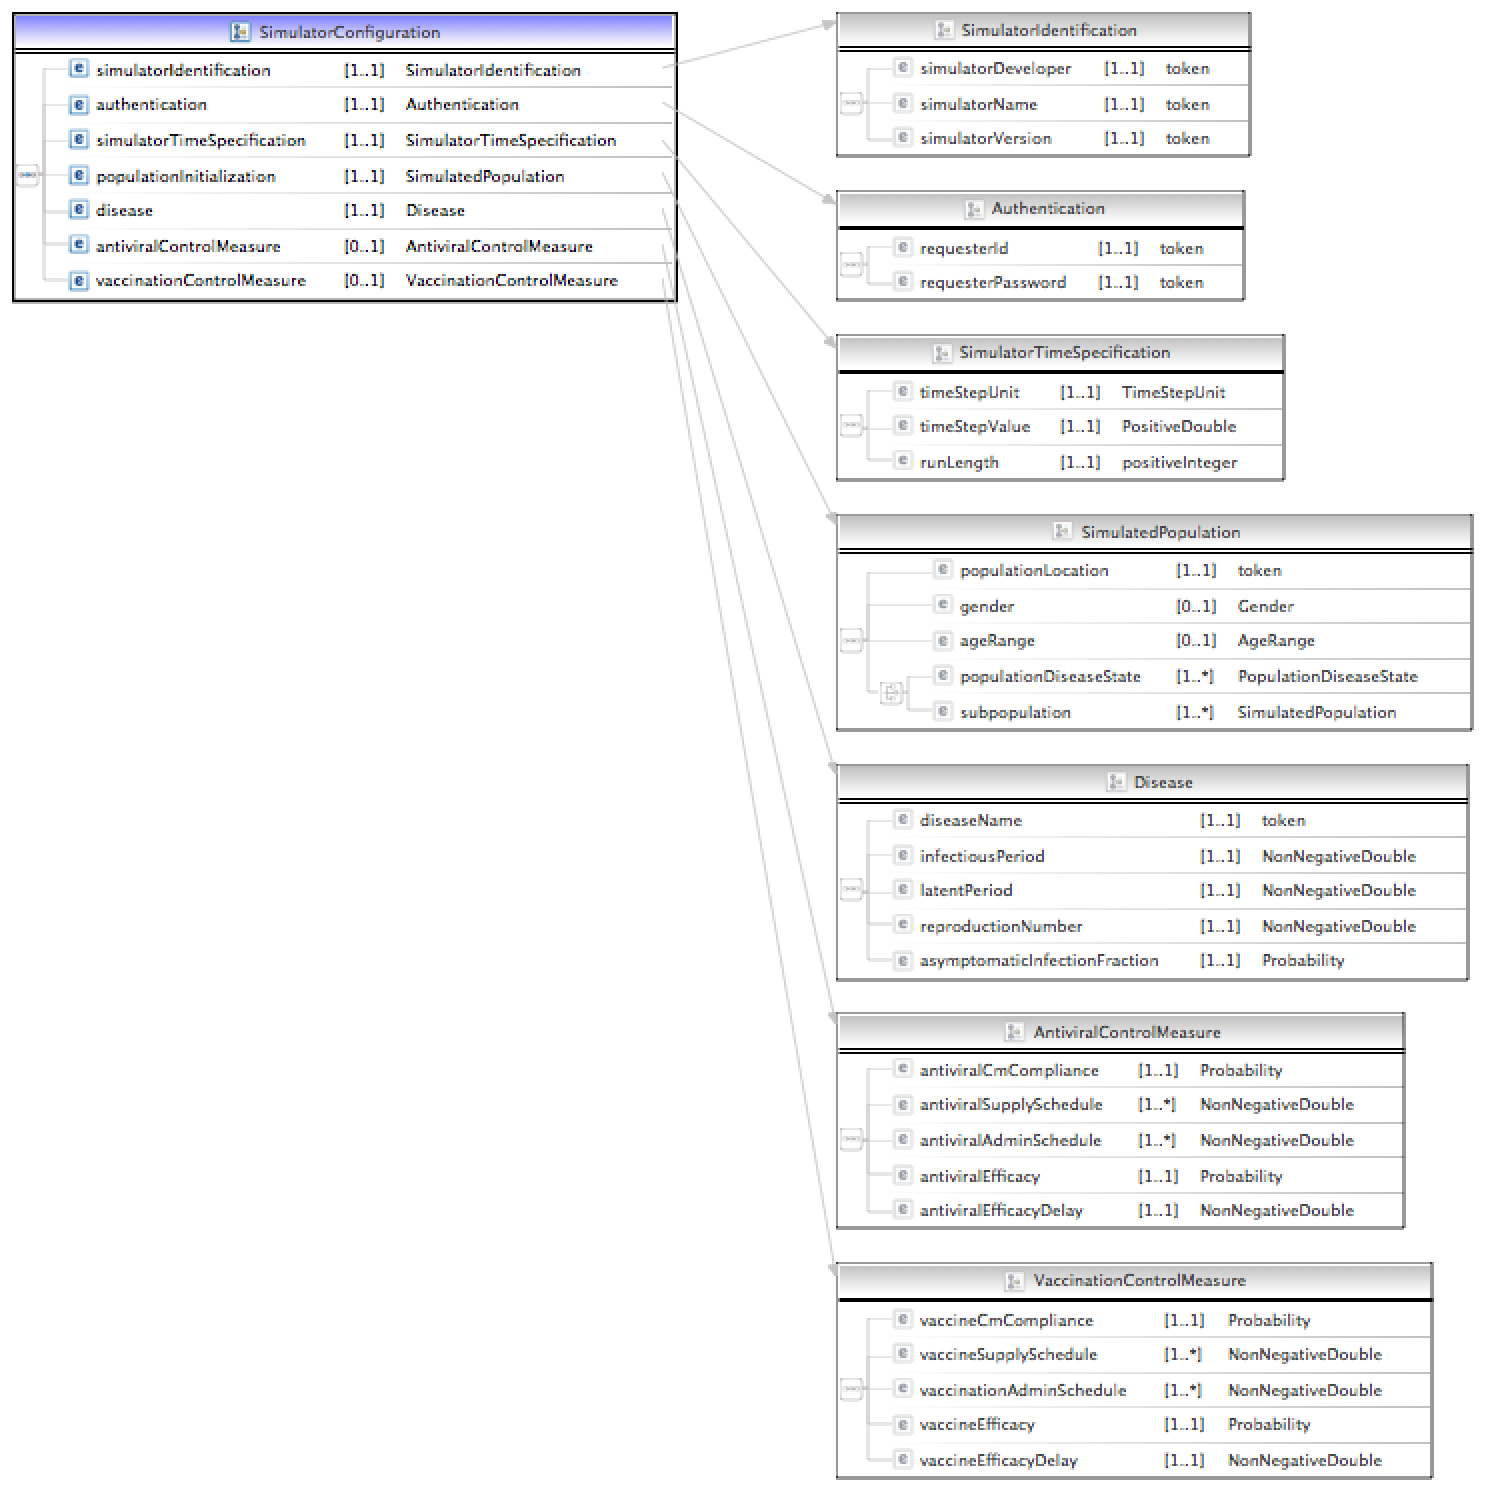 SimulatorConfiguration
simulatorIdentification [1..1] SimulatorIdentification
authentication [1..1] Authentication
simulatorTimeSpecification [1..1] SimulatorTimeSpecification
populationInitialization [1..1] SimulatedPopulation
disease [1..1] Disease
antiviralControlMeasure [0..1] AntiviralControlMeasure
vaccinationControlMeasure [0..1] VaccinationControlMeasure
SimulatorIdentification
simulatorDeveloper [1..1] token
simulatorName [1..1] token
simulatorVersion [1..1] token
Authentication
requesterId [1..1] token
requesterPassword [1..1] token
SimulatorTimeSpecification
timeStepUnit [1..1] TimeStepUnit
timeStepValue [1..1] PositiveDouble
runLength [1..1] positiveInteger
SimulatedPopulation
populationLocation [1..1] token
gender [0..1] Gender
ageRange [0..1] AgeRange
populationDiseaseState [1..*] PopulationDiseaseState
subpopulation [1..*] SimulatedPopulation
Disease
diseaseName [1..1] token
infectiousPeriod [1..1] NonNegativeDouble
latentPeriod [1..1] NonNegativeDouble
reproductionNumber [1..1] NonNegativeDouble
asymptomaticInfectionFraction [1..1] Probability
AntiviralControlMeasure
antiviralCmCompliance [1..1] Probability
antiviralSupplySchedule [1..*] NonNegativeDouble
antiviralAdminSchedule [1..*] NonNegativeDouble
antiviralEfficacy [1..1] Probability
antiviralEfficacyDelay [1..1] NonNegativeDouble
VaccinationControlMeasure
vaccineCmCompliance [1..1] Probability
vaccineSupplySchedule [1..*] NonNegativeDouble
vaccinationAdminSchedule [1..*] NonNegativeDouble
vaccineEfficacy [1..1] Probability
vaccineEfficacyDelay [1..1] NonNegativeDouble